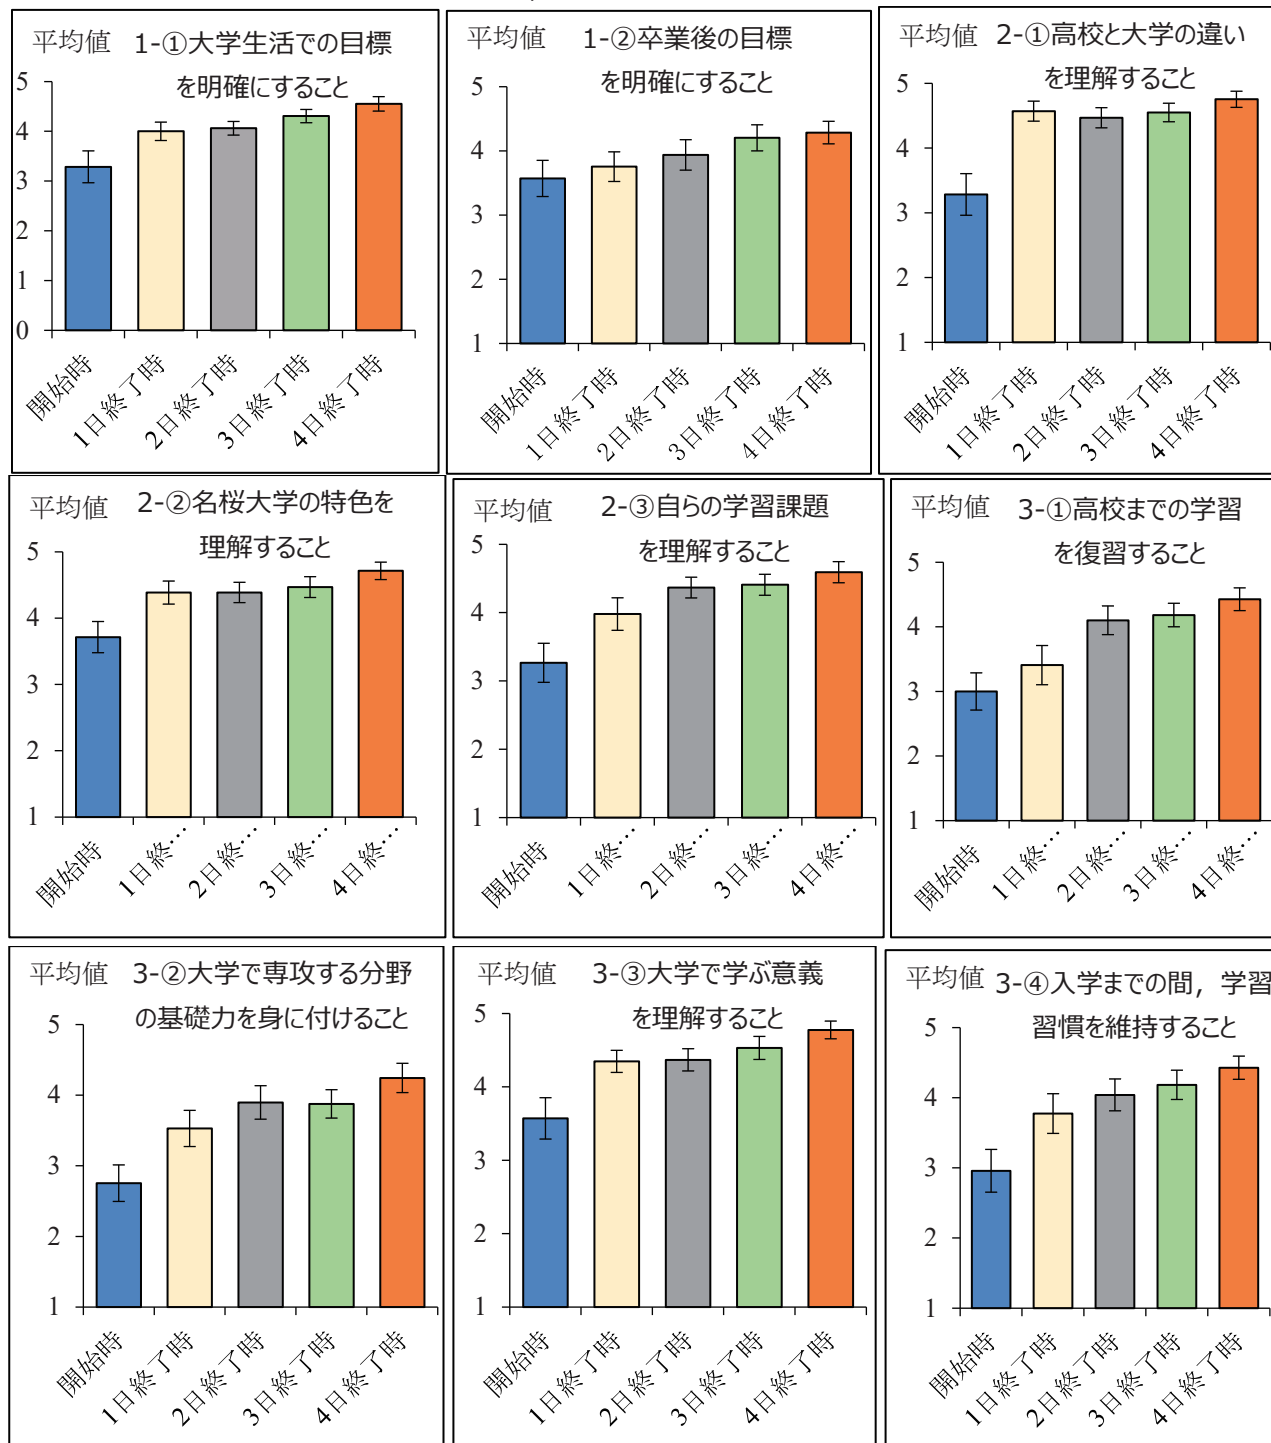 平均値
1-①大学生活での目標
を明確にすること
5
4
3
2
1
0
開始時
1日終了時
2日終了時
3日終了時
4日終了時
平均値
1-②卒業後の目標
を明確にすること
5
4
3
2
1
開始時
1日終了時
2日終了時
3日終了時
4日終了時
平均値
2-①高校と大学の違い
を理解すること
5
4
3
2
1
開始時
1日終了時
2日終了時
3日終了時
4日終了時
平均値
2-②名桜大学の特色を
理解すること
5
4
3
2
1
開始時
1日終…
2日終…
3日終…
4日終…
平均値
2-③自らの学習課題
を理解すること
5
4
3
2
1
開始時
1日終…
2日終…
3日終…
4日終…
平均値
3-①高校までの学習
を復習すること
5
4
3
2
1
開始時
1日終…
2日終…
3日終…
4日終…
平均値
3-②大学で専攻する分野
の基礎力を身に付けること
5
4
3
2
1
開始時
1日終了時
2日終了時
3日終了時
4日終了時
平均値
3-③大学で学ぶ意義
を理解すること
5
4
3
2
1
開始時
1日終了時
2日終了時
3日終了時
4日終了時
平均値
3-④入学までの間，学習
習慣を維持すること
5
4
3
2
1
開始時
1日終了時
2日終了時
3日終了時
4日終了時